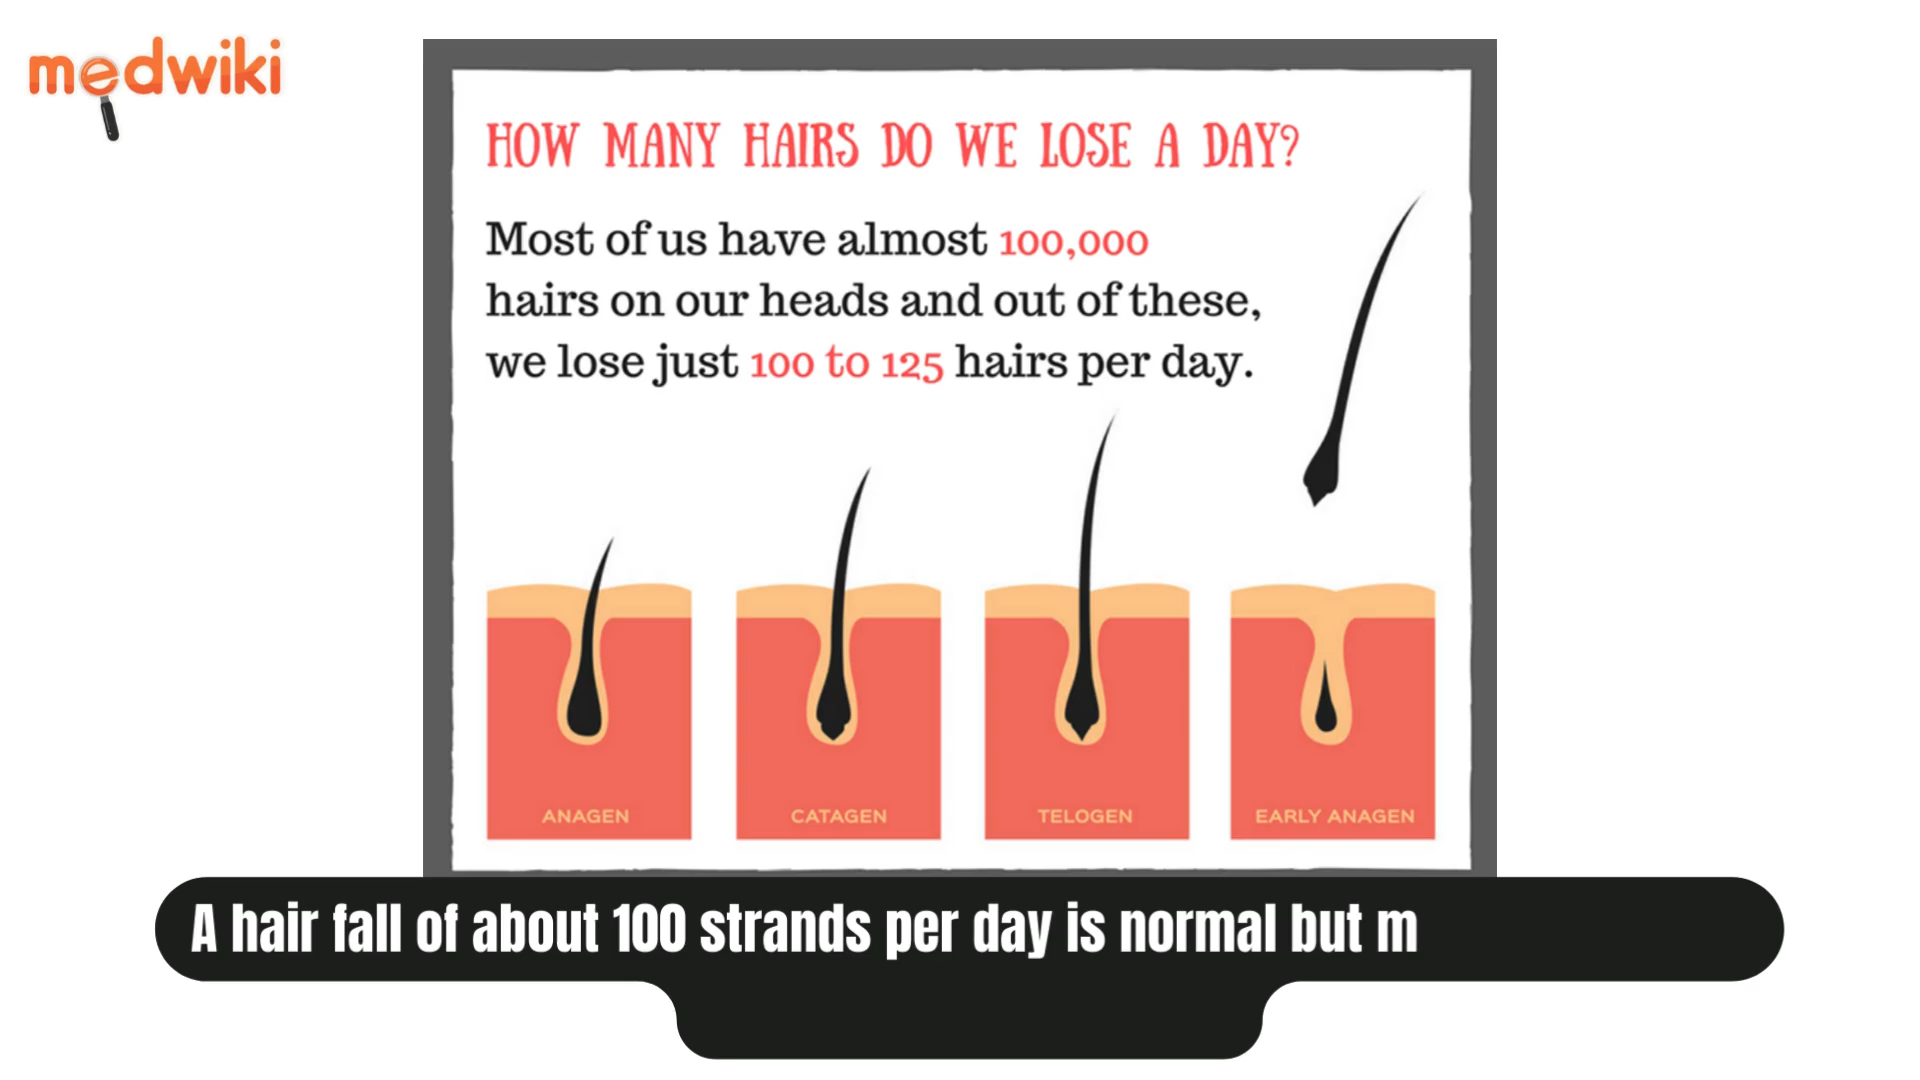 medwiki
HOW MANY HAIRS DO WE LOSE A DAY?
Most of us have almost 100,000
hairs on our heads and out of these,
we lose just 100 to 125 hairs per day.
ANAGEN
CATAGEN
TELOGEN
EARLY ANAGEN
A hair fall of about 100 strands per day is normal but m